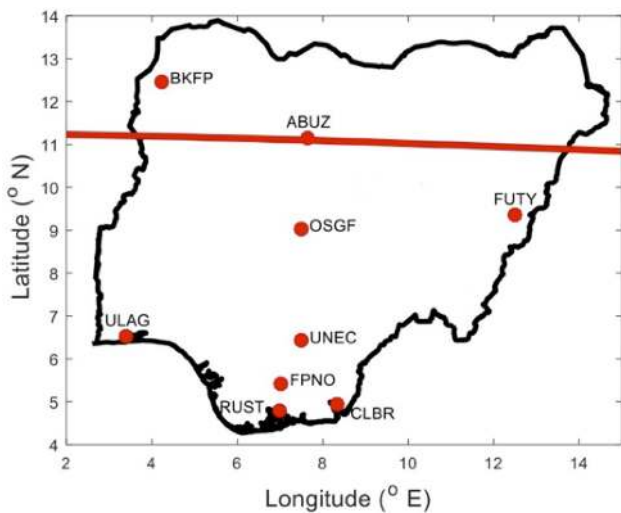 14
13
BKFP
12
ABUZ
11
10
FUTY
9
OSGF
8
7
ULAG
UNEC
6
FPNO
5
RUST
CLBR
4
2
4
6
8
10
12
14
Latitude (° N)
Longitude (° E)